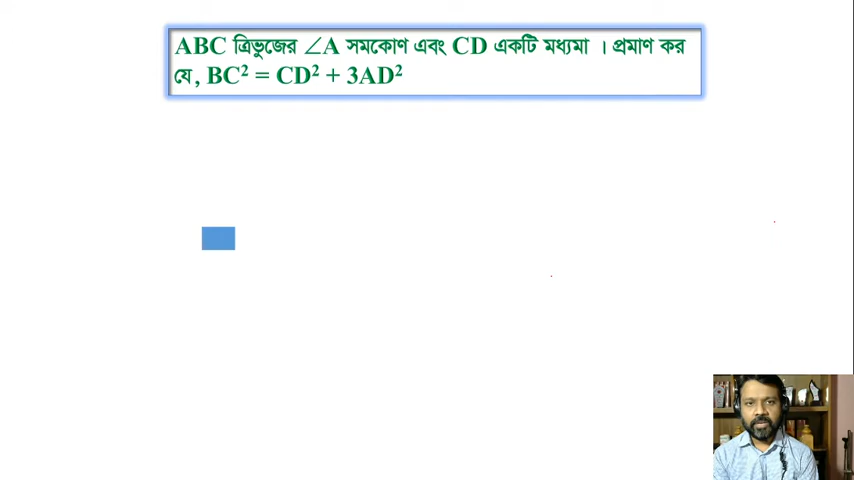 ABC ত্রিভুজের ∠A সমকোণ এবং CD একটি মধ্যমা । প্রমাণ কর
যে, BC² = CD² + 3AD²